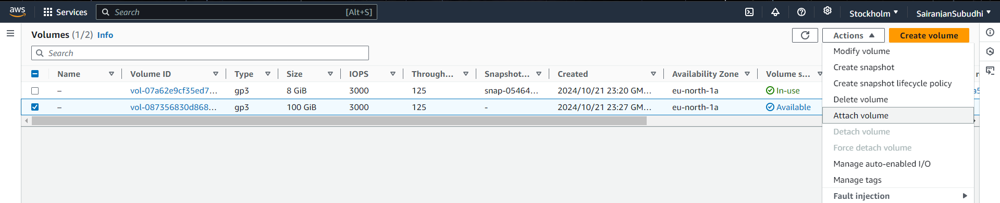 aws Services Search [Alt+S] Stockholm SairanjanSubudhi
Volumes (1/2) Info Actions Create volume
Search
Name Volume ID Type Size IOPS Through... Snapshot... Created Availability Zone Volume s...
– vol-07a62e9cf35ed7... gp3 8 GiB 3000 125 snap-05464... 2024/10/21 23:20 GM... eu-north-1a In-use
– vol-087356830d868... gp3 100 GiB 3000 125 - 2024/10/21 23:27 GM... eu-north-1a Available
Modify volume
Create snapshot
Create snapshot lifecycle policy
Delete volume
Attach volume
Detach volume
Force detach volume
Manage auto-enabled I/O
Manage tags
Fault injection